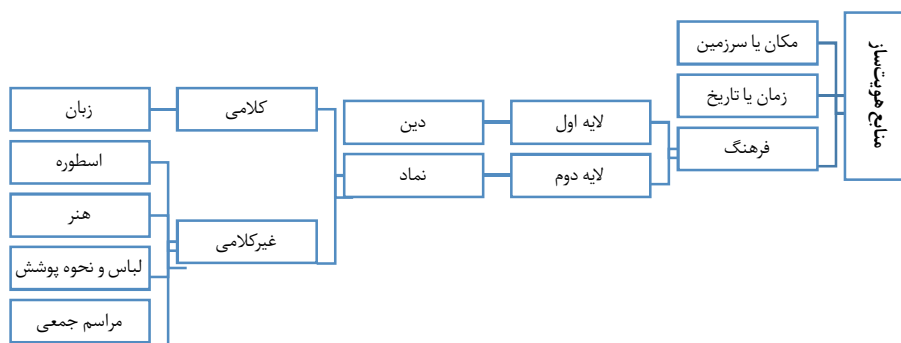 منابع هویت‌ساز
مکان یا سرزمین
زمان یا تاریخ
فرهنگ
لایه اول
دین
لایه دوم
نماد
کلامی
زبان
غیرکلامی
اسطوره
هنر
لباس و نحوه پوشش
مراسم جمعی